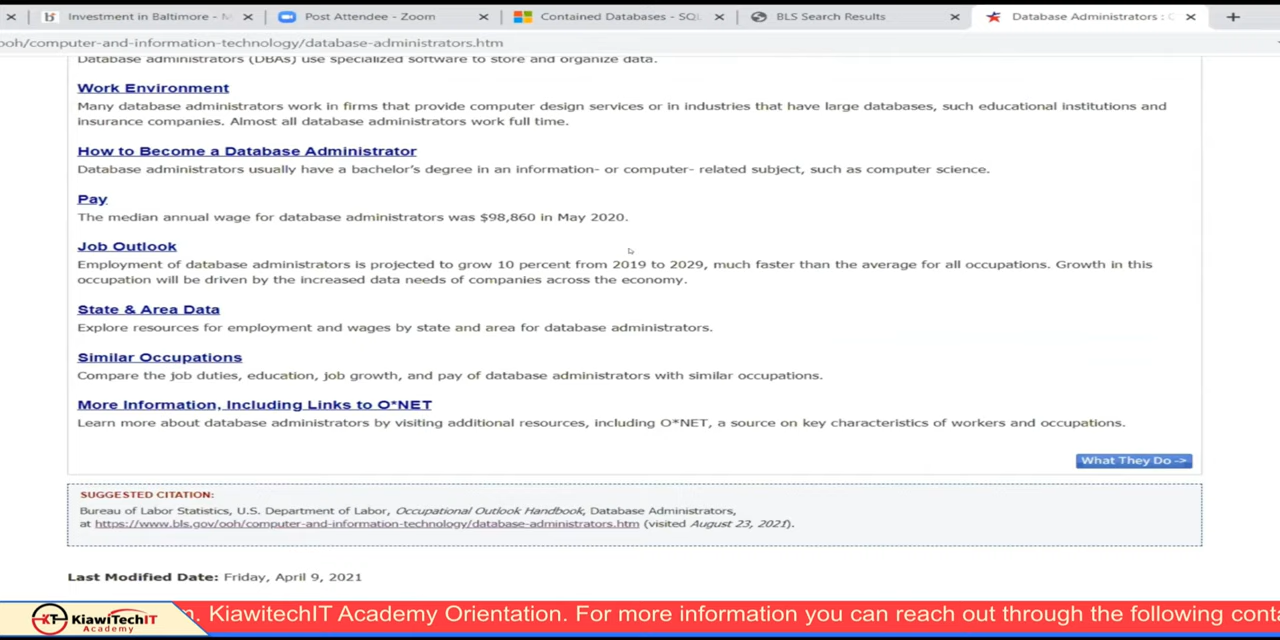 Investment in Baltimore - M
Post Attendee - Zoom
Contained Databases - SQL
BLS Search Results
Database Administrators : O
ooh/computer-and-information-technology/database-administrators.htm
Database administrators (DBAs) use specialized software to store and organize data.
Work Environment
Many database administrators work in firms that provide computer design services or in industries that have large databases, such educational institutions and
insurance companies. Almost all database administrators work full time.
How to Become a Database Administrator
Database administrators usually have a bachelor's degree in an information- or computer- related subject, such as computer science.
Pay
The median annual wage for database administrators was $98,860 in May 2020.
Job Outlook
Employment of database administrators is projected to grow 10 percent from 2019 to 2029, much faster than the average for all occupations. Growth in this
occupation will be driven by the increased data needs of companies across the economy.
State & Area Data
Explore resources for employment and wages by state and area for database administrators.
Similar Occupations
Compare the job duties, education, job growth, and pay of database administrators with similar occupations.
More Information, Including Links to O*NET
Learn more about database administrators by visiting additional resources, including O*NET, a source on key characteristics of workers and occupations.
What They Do ->
SUGGESTED CITATION:
Bureau of Labor Statistics, U.S. Department of Labor, Occupational Outlook Handbook, Database Administrators,
at https://www.bls.gov/ooh/computer-and-information-technology/database-administrators.htm (visited August 23, 2021).
Last Modified Date: Friday, April 9, 2021
KT KiawiTechIT
Academy
n. KiawitechIT Academy Orientation. For more information you can reach out through the following conta